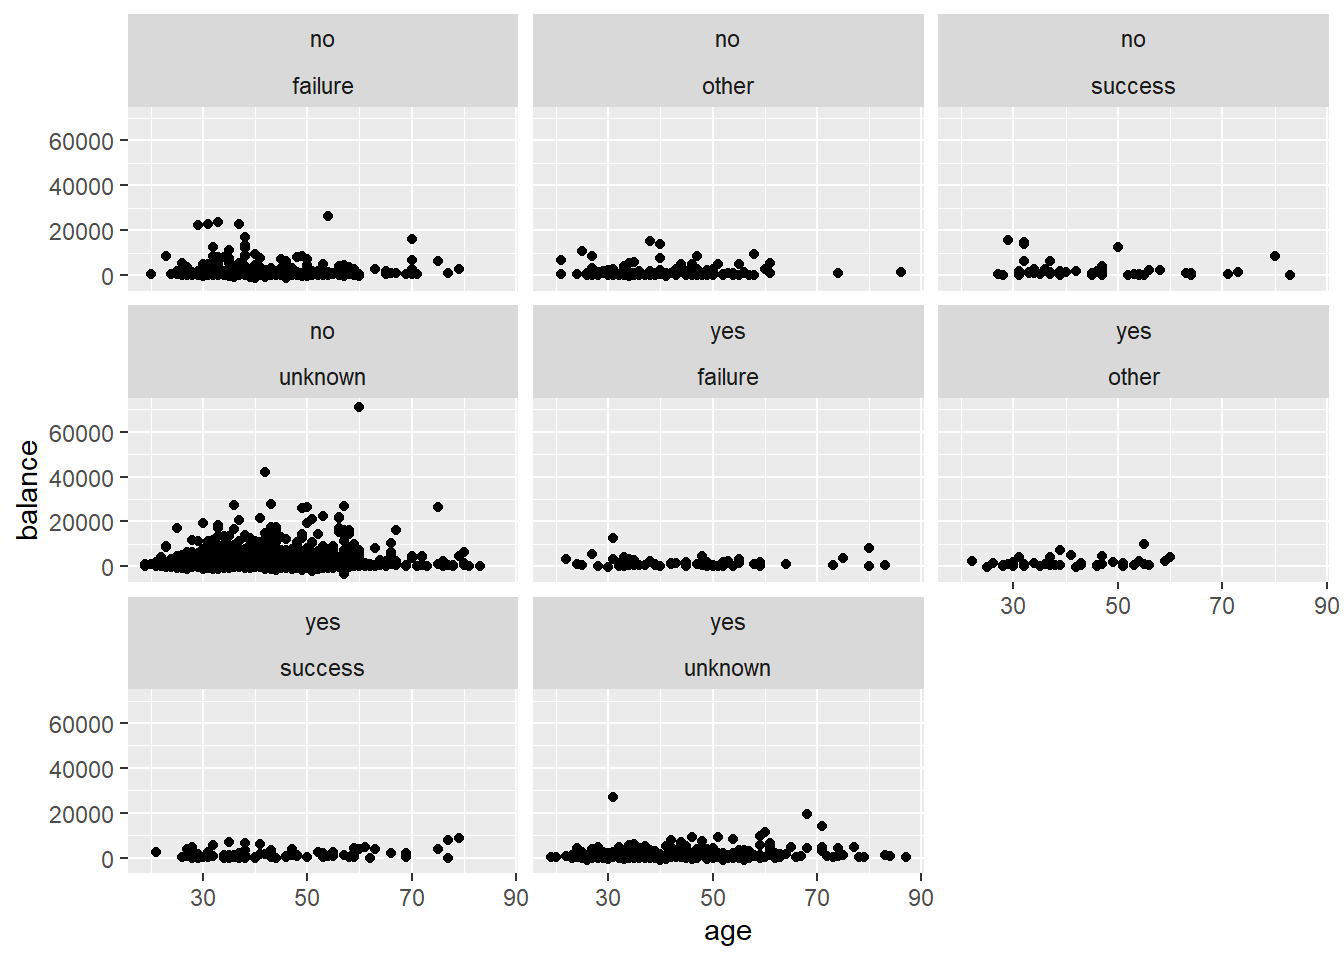 no no no
failure other success
60000
40000
20000
0
no yes yes
unknown failure other
60000
40000
20000
0
30 50 70 90
yes yes
success unknown
60000
40000
20000
0
30 50 70 90 30 50 70 90
age
balance